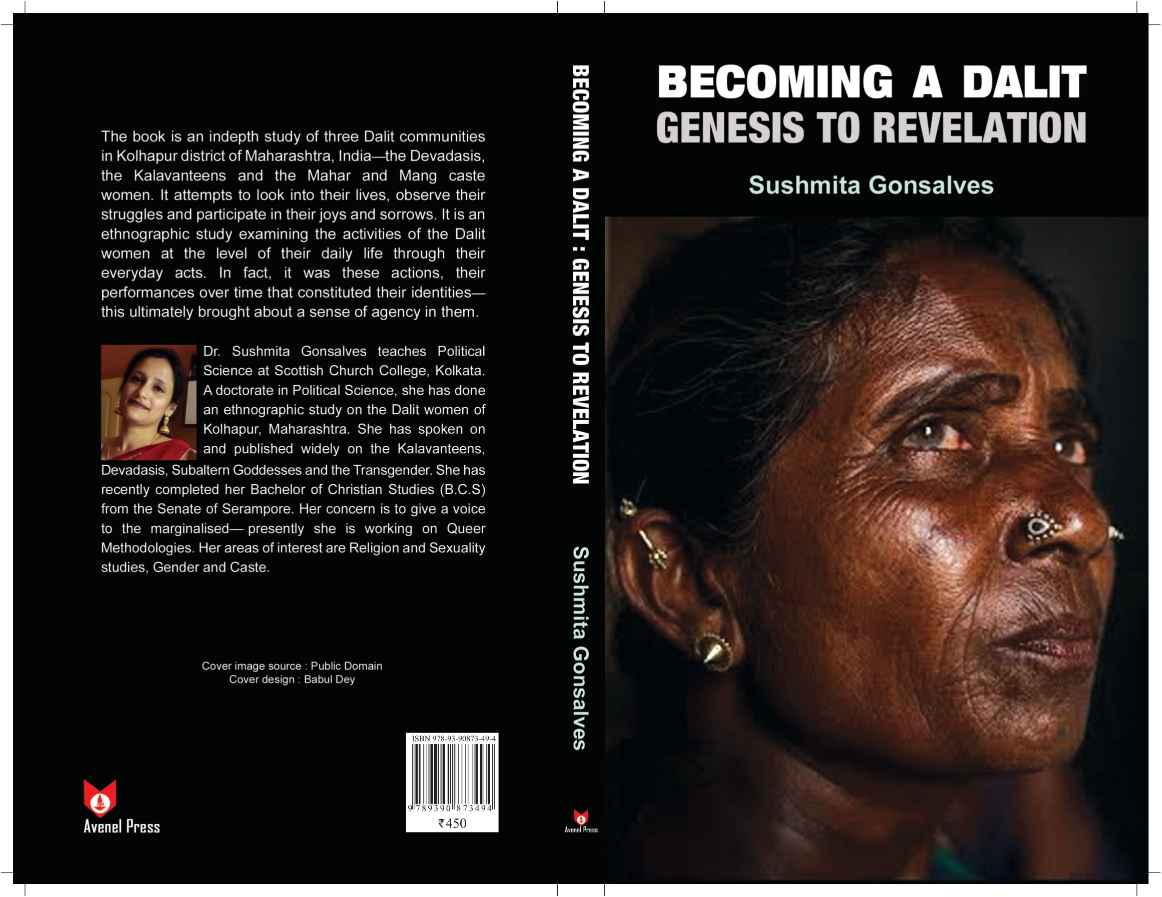 The book is an indepth study of three Dalit communities
in Kolhapur district of Maharashtra, India—the Devadasis,
the Kalavanteens and the Mahar and Mang caste
women. It attempts to look into their lives, observe their
struggles and participate in their joys and sorrows. It is an
ethnographic study examining the activities of the Dalit
women at the level of their daily life through their
everyday acts. In fact, it was these actions, their
performances over time that constituted their identities—
this ultimately brought about a sense of agency in them.
Dr. Sushmita Gonsalves teaches Political
Science at Scottish Church College, Kolkata.
A doctorate in Political Science, she has done
an ethnographic study on the Dalit women of
Kolhapur, Maharashtra. She has spoken on
and published widely on the Kalavanteens,
Devadasis, Subaltern Goddesses and the Transgender. She has
recently completed her Bachelor of Christian Studies (B.C.S)
from the Senate of Serampore. Her concern is to give a voice
to the marginalised— presently she is working on Queer
Methodologies. Her areas of interest are Religion and Sexuality
studies, Gender and Caste.
Cover image source : Public Domain
Cover design : Babul Dey
Avenel Press
ISBN 978-93-90873-49-4
9 789390 873494
₹450
BECOMING A DALIT : GENESIS TO REVELATION
Sushmita Gonsalves
Avenel Press
BECOMING A DALIT
GENESIS TO REVELATION
Sushmita Gonsalves